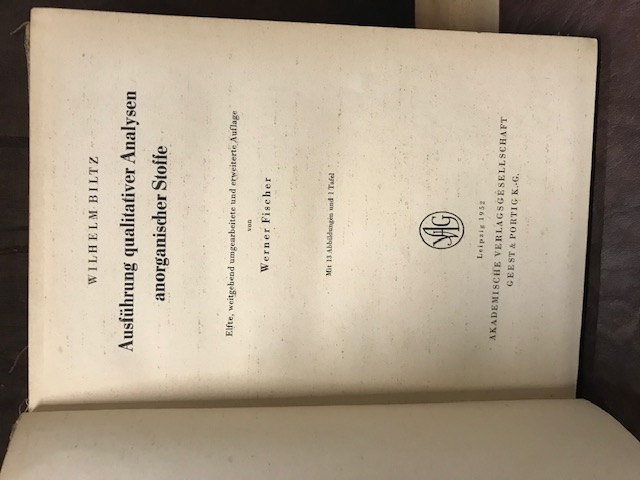 WILHELM BILTZ
Ausführung qualitativer Analysen
anorganischer Stoffe
Elfte, weitgehend umgearbeitete und erweiterte Auflage
von
Werner Fischer
Mit 13 Abbildungen und 1 Tafel
AVG
Leipzig 1952
AKADEMISCHE VERLAGSGESELLSCHAFT
GEEST & PORTIG K.-G.